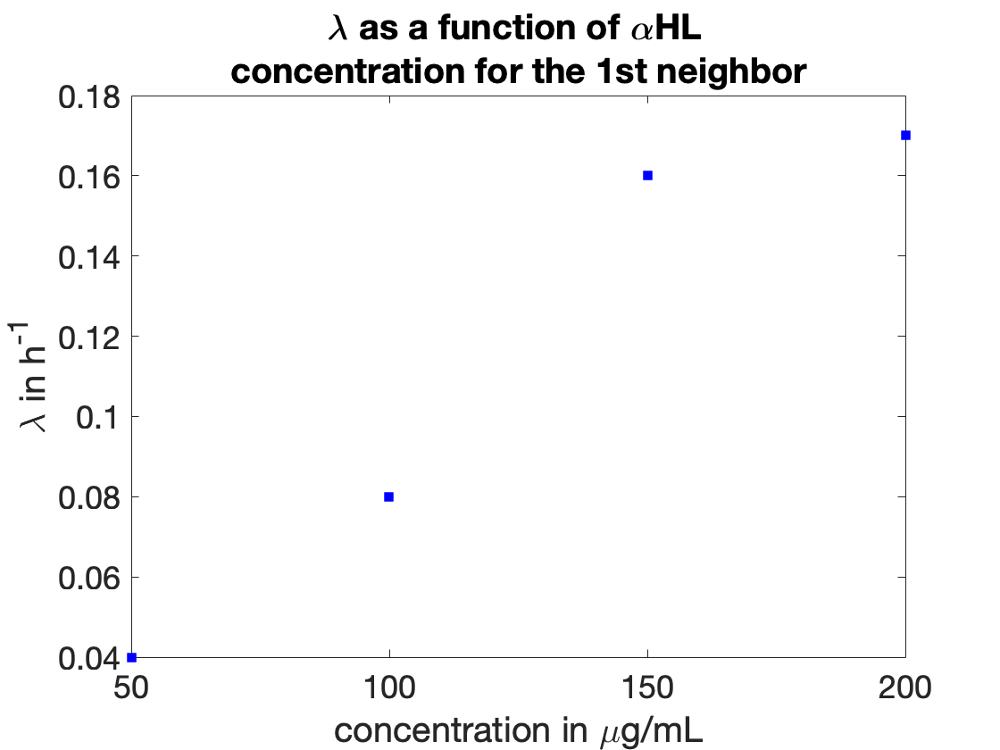 λ as a function of αHL
concentration for the 1st neighbor
0.18
0.16
0.14
0.12
0.1
0.08
0.06
0.04
λ in h⁻¹
50 100 150 200
concentration in μg/mL